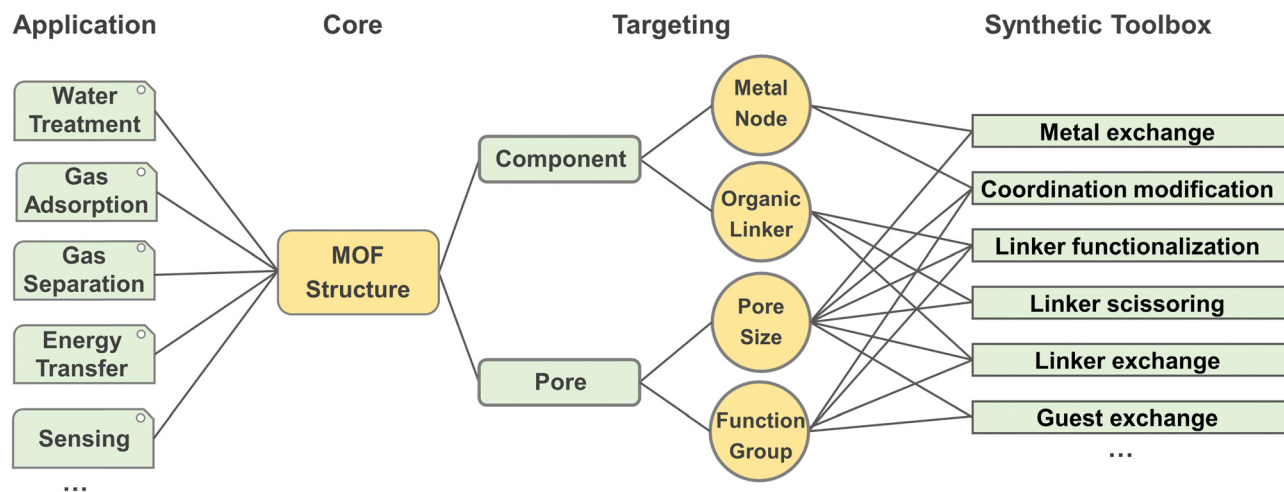 Application
Core
Targeting
Synthetic Toolbox
Water
Treatment
Gas
Adsorption
Gas
Separation
Energy
Transfer
Sensing
...
MOF
Structure
Component
Pore
Metal
Node
Organic
Linker
Pore
Size
Function
Group
Metal exchange
Coordination modification
Linker functionalization
Linker scissoring
Linker exchange
Guest exchange
...